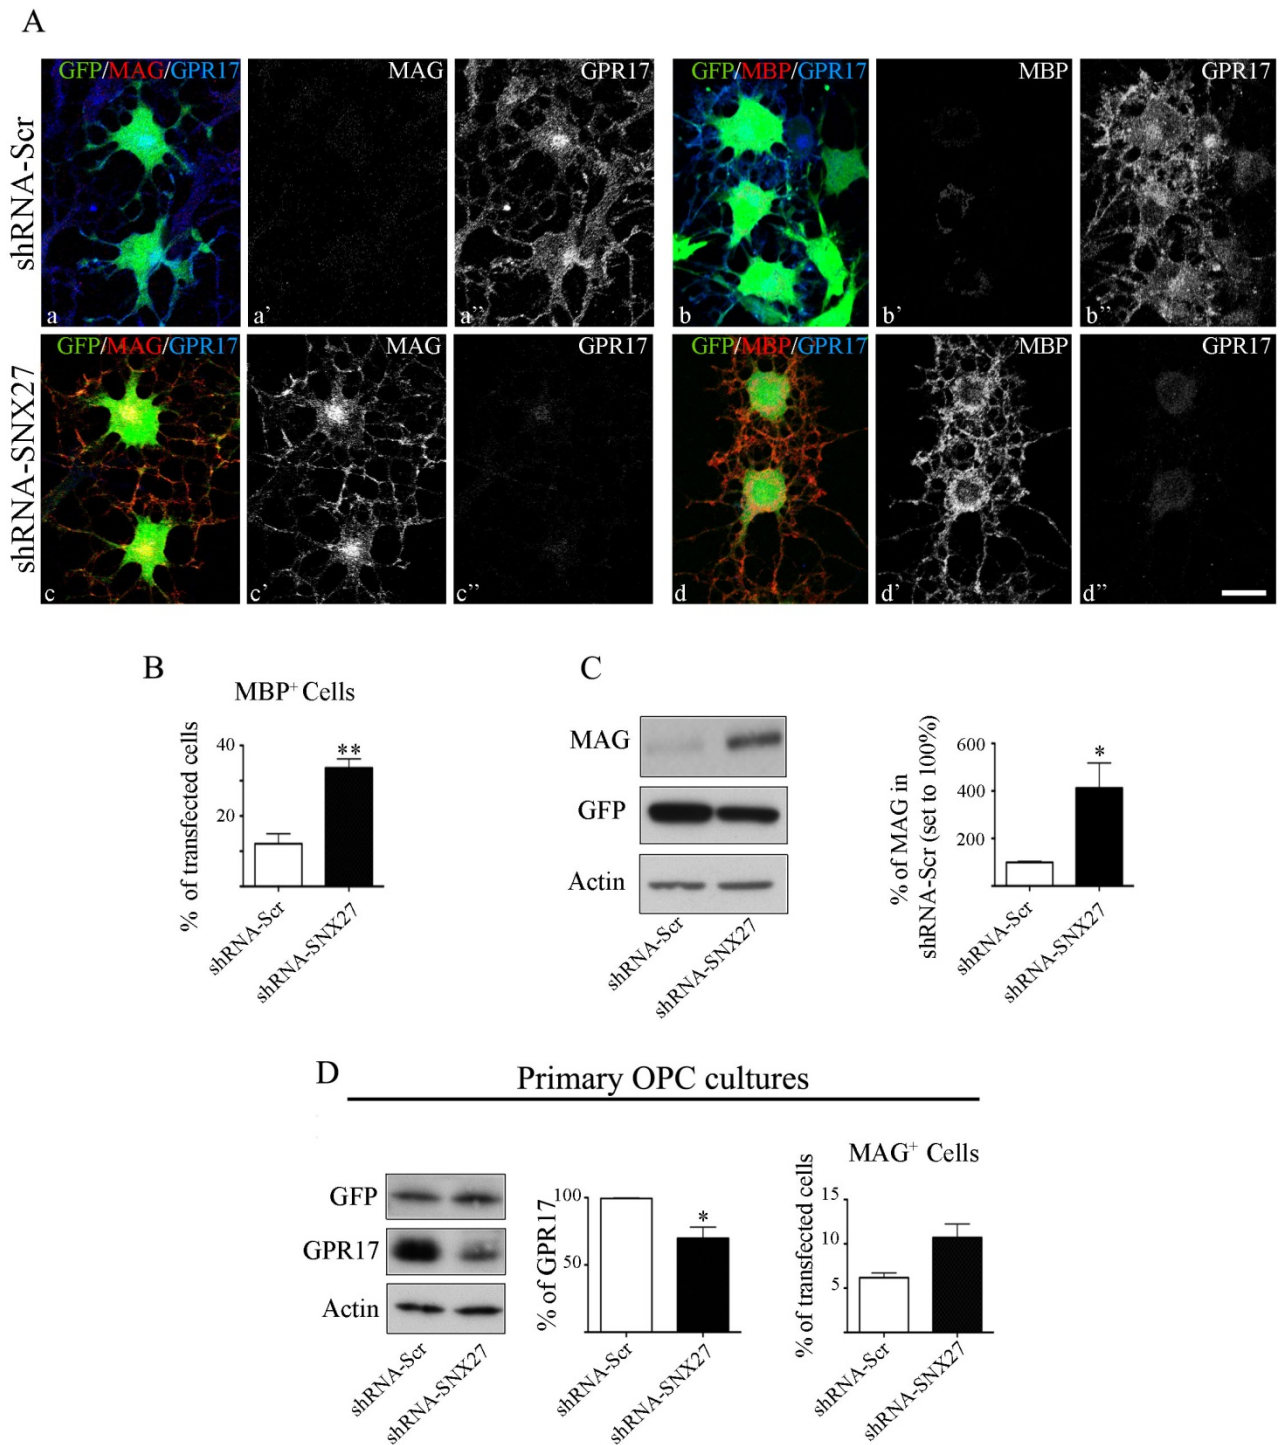 A
shRNA-Scr
GFP/MAG/GPR17
MAG
GPR17
GFP/MBP/GPR17
MBP
GPR17
a
a’
a’’
b
b’
b’’
shRNA-SNX27
GFP/MAG/GPR17
MAG
GPR17
GFP/MBP/GPR17
MBP
GPR17
c
c’
c’’
d
d’
d’’
B
MBP+ Cells
% of transfected cells
40
20
**
shRNA-Scr
shRNA-SNX27
C
MAG
GFP
Actin
shRNA-Scr
shRNA-SNX27
% of MAG in
shRNA-Scr (set to 100%)
600
400
200
*
shRNA-Scr
shRNA-SNX27
D
Primary OPC cultures
GFP
GPR17
Actin
shRNA-Scr
shRNA-SNX27
% of GPR17
100
50
*
shRNA-Scr
shRNA-SNX27
MAG+ Cells
% of transfected cells
15
10
5
shRNA-Scr
shRNA-SNX27